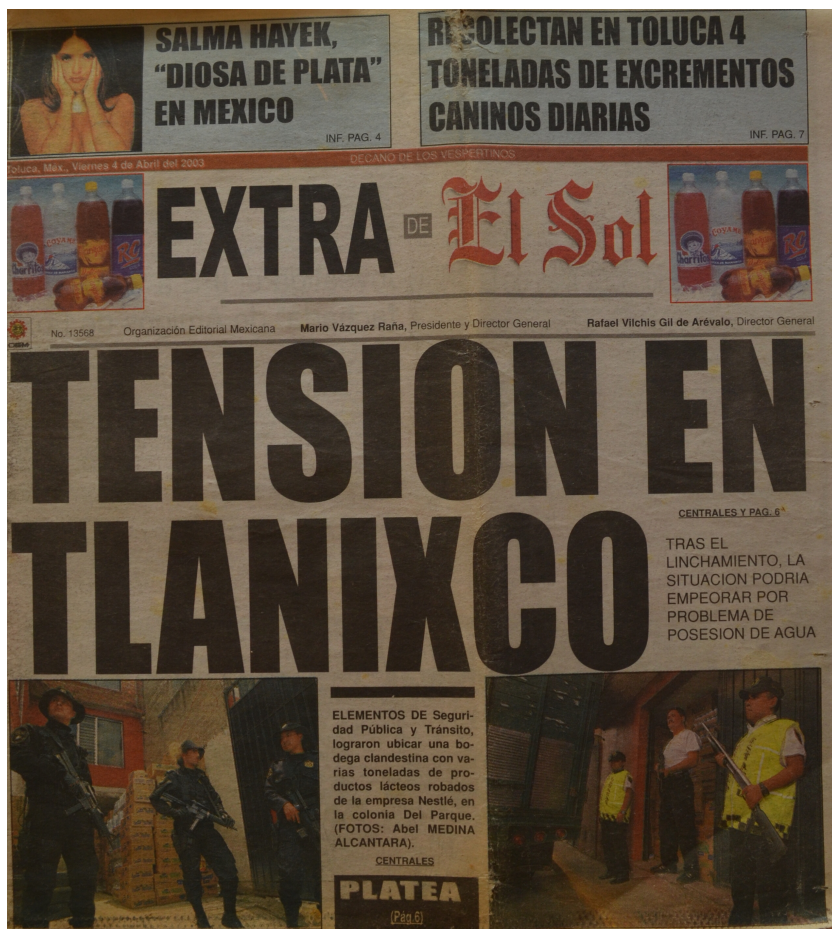 SALMA HAYEK,
“DIOSA DE PLATA”
EN MEXICO
INF. PAG. 4
RECOLECTAN EN TOLUCA 4
TONELADAS DE EXCREMENTOS
CANINOS DIARIAS
INF. PAG. 7
Toluca, Méx., Viernes 4 de Abril del 2003
DECANO DE LOS VESPERTINOS
EXTRA DE El Sol
No. 13568 Organización Editorial Mexicana Mario Vázquez Raña, Presidente y Director General Rafael Vilchis Gil de Arévalo, Director General
TENSION EN
TLANIXCO
CENTRALES Y PAG. 6
TRAS EL
LINCHAMIENTO, LA
SITUACION PODRIA
EMPEORAR POR
PROBLEMA DE
POSESION DE AGUA
ELEMENTOS DE Seguri-
dad Pública y Tránsito,
lograron ubicar una bo-
dega clandestina con va-
rias toneladas de pro-
ductos lácteos robados
de la empresa Nestlé, en
la colonia Del Parque.
(FOTOS: Abel MEDINA
ALCANTARA).
CENTRALES
PLATEA
(Pág.6)